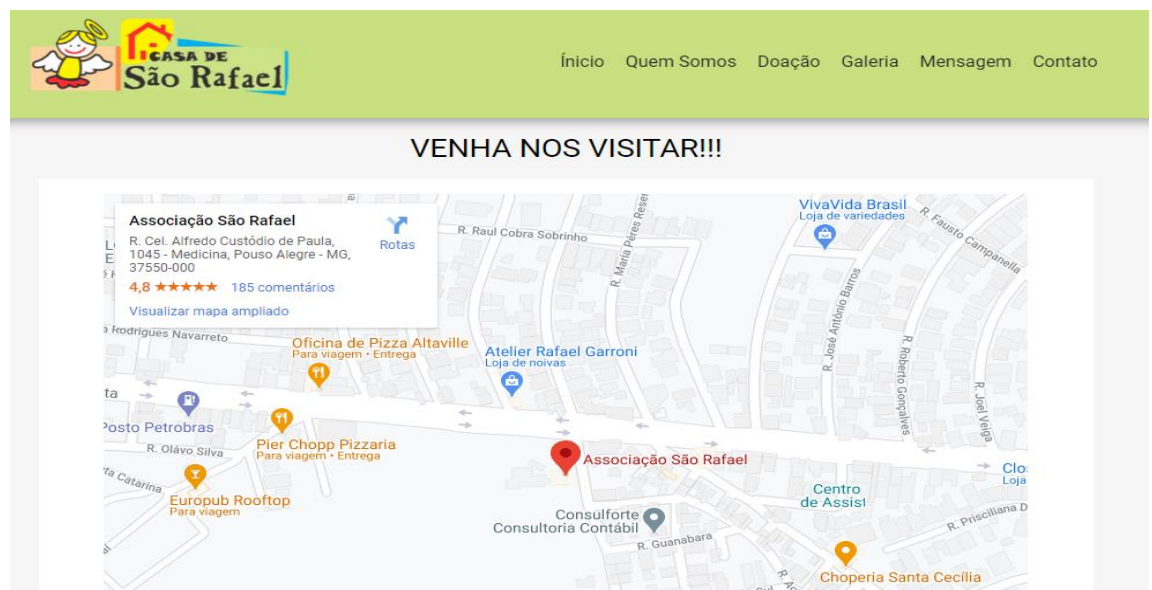 CASA DE
São Rafael
Ínicio Quem Somos Doação Galeria Mensagem Contato
VENHA NOS VISITAR!!!
Associação São Rafael
R. Cel. Alfredo Custódio de Paula,
1045 - Medicina, Pouso Alegre - MG,
37550-000
4,8 ★★★★★ 185 comentários
Visualizar mapa ampliado
Rotas
R. Raul Cobra Sobrinho
R. Maria Péres
VivaVida Brasil
Loja de variedades
R. Fausto Campanella
R. José Antônio Barros
R. Roberto Gonçalves
R. Joel Veiga
Rodrigues Navarreto
Oficina de Pizza Altaville
Para viagem • Entrega
Atelier Rafael Garroni
Loja de noivas
Posto Petrobras
R. Olávo Silva
Pier Chopp Pizzaria
Para viagem • Entrega
Catarina
Europub Rooftop
Para viagem
Associação São Rafael
Loja
Centro
de Assist
Consulforte
Consultoria Contábil
R. Guanabara
R. Prisciliana D
Choperia Santa Cecília